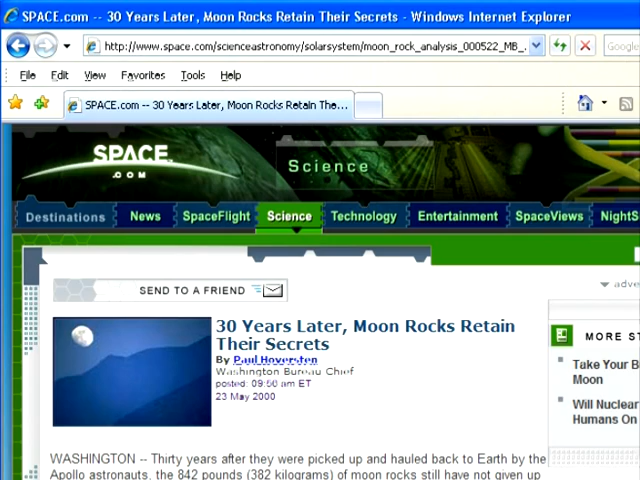 SPACE.com -- 30 Years Later, Moon Rocks Retain Their Secrets - Windows Internet Explorer
http://www.space.com/scienceastronomy/solarsystem/moon_rock_analysis_000522_MB_.
Google
File Edit View Favorites Tools Help
SPACE.com -- 30 Years Later, Moon Rocks Retain The...
SPACE
.COM
Science
Destinations News SpaceFlight Science Technology Entertainment SpaceViews NightS
adve
SEND TO A FRIEND
30 Years Later, Moon Rocks Retain
Their Secrets
By Paul Hoversten
Washington Bureau Chief
posted: 09:50 am ET
23 May 2000
MORE ST
Take Your B
Moon
Will Nuclear
Humans On
WASHINGTON -- Thirty years after they were picked up and hauled back to Earth by the
Apollo astronauts, the 842 pounds (382 kilograms) of moon rocks still have not given up